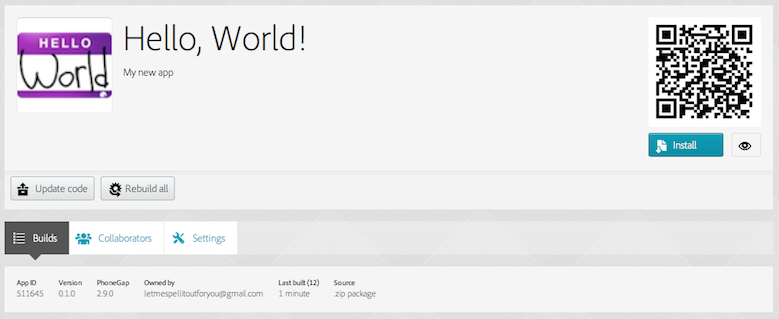 HELLO
World!
Hello, World!
My new app
Install
Update code
Rebuild all
Builds
Collaborators
Settings
App ID
Version
PhoneGap
Owned by
Last built (12)
Source
511645
0.1.0
2.9.0
letmespellitoutforyou@gmail.com
1 minute
.zip package